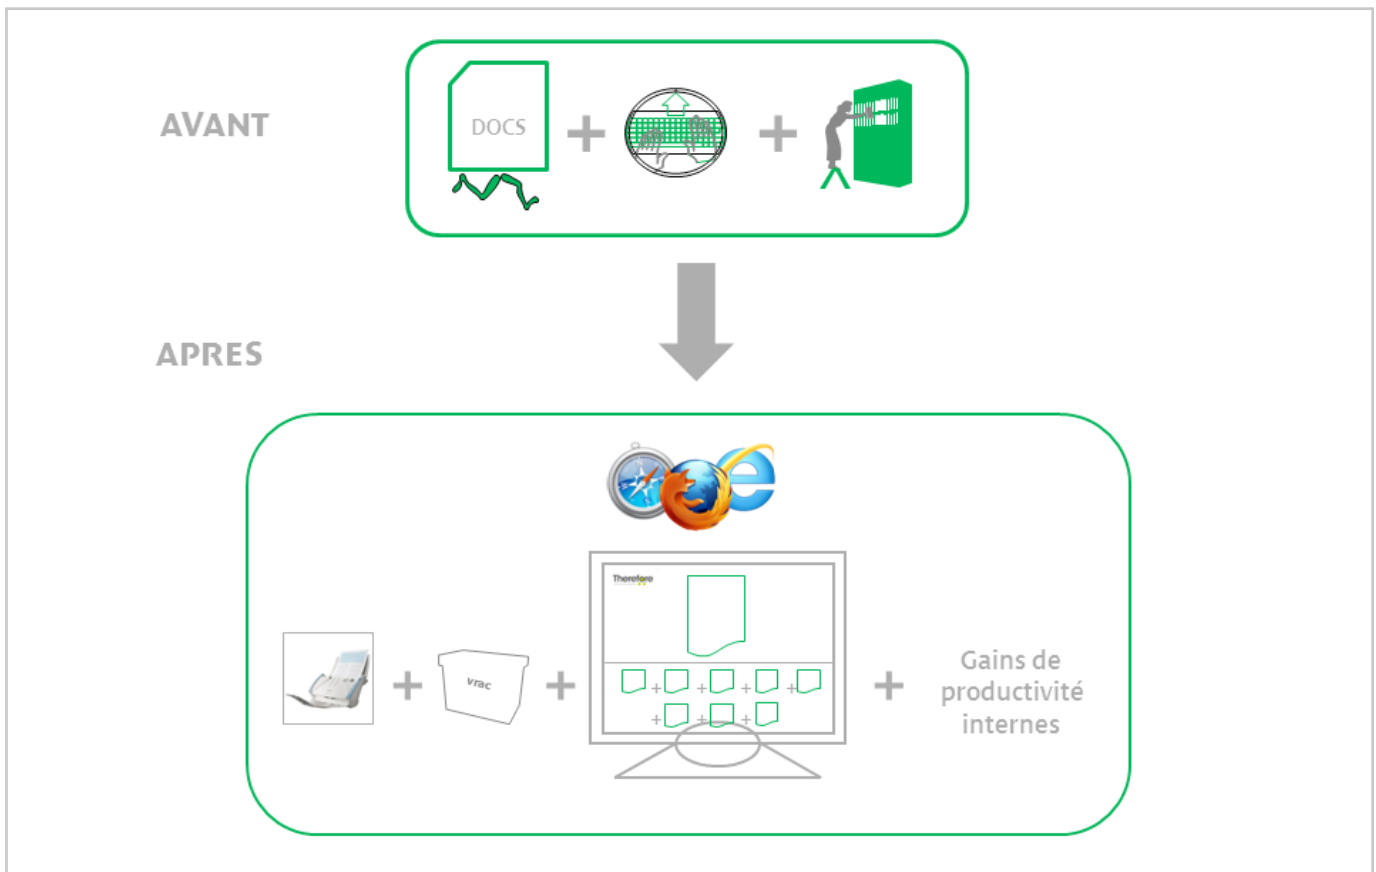 AVANT
DOCS
APRES
Therefore
vrac
Gains de
productivité
internes